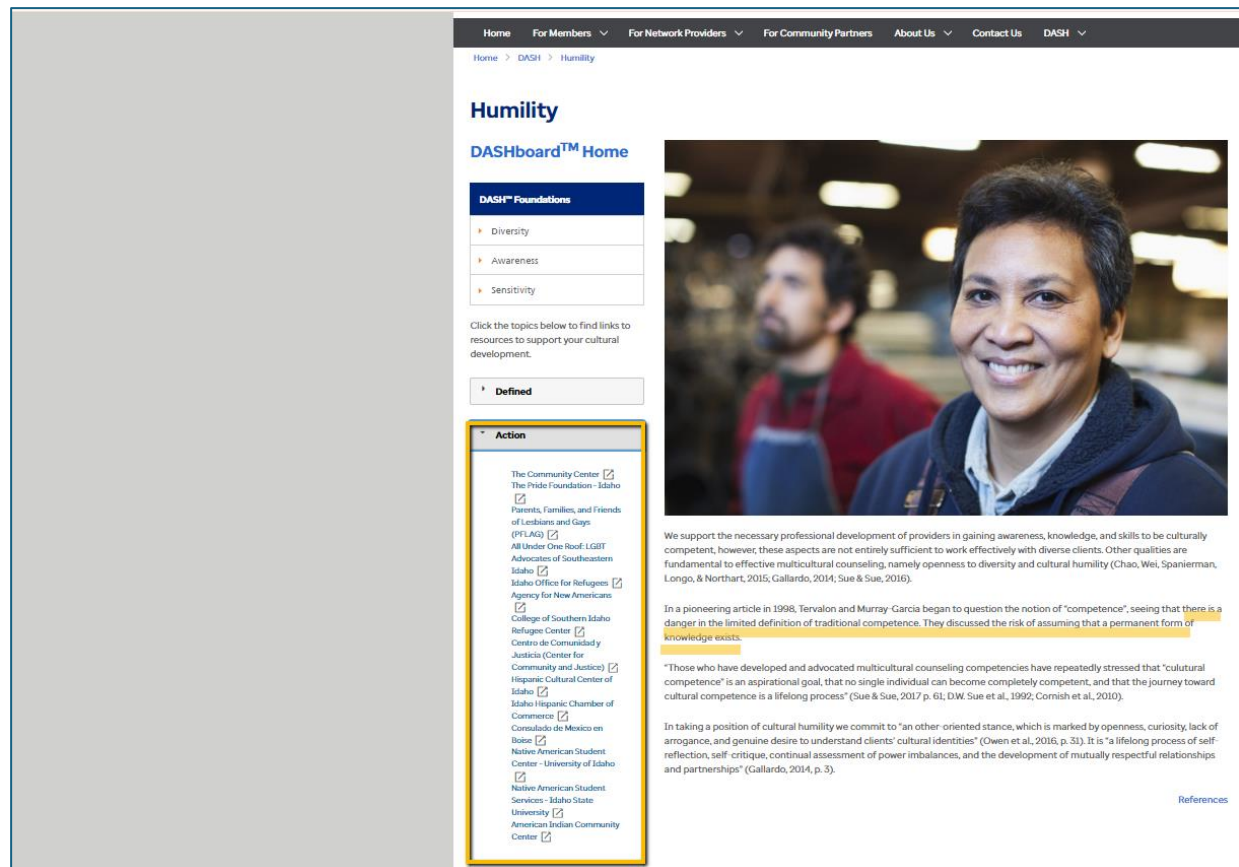 Home For Members For Network Providers For Community Partners About Us Contact Us DASH
Home > DASH > Humility
Humility
DASHboard™ Home
DASH™ Foundations
Diversity
Awareness
Sensitivity
Click the topics below to find links to
resources to support your cultural
development.
Defined
Action
The Community Center
The Pride Foundation - Idaho
Parents, Families, and Friends
of Lesbians and Gays
(PFLAG)
All Under One Roof: LGBT
Advocates of Southeastern
Idaho
Idaho Office for Refugees
Agency for New Americans
College of Southern Idaho
Refugee Center
Centro de Comunidad y
Justicia (Center for
Community and Justice)
Hispanic Cultural Center of
Idaho
Idaho Hispanic Chamber of
Commerce
Consulado de Mexico en
Boise
Native American Student
Center - University of Idaho
Native American Student
Services - Idaho State
University
American Indian Community
Center
We support the necessary professional development of providers in gaining awareness, knowledge, and skills to be culturally
competent, however, these aspects are not entirely sufficient to work effectively with diverse clients. Other qualities are
fundamental to effective multicultural counseling, namely openness to diversity and cultural humility (Chao, Wei, Spanierman,
Longo, & Northart, 2015; Gallardo, 2014; Sue & Sue, 2016).
In a pioneering article in 1998, Tervalon and Murray-Garcia began to question the notion of "competence", seeing that there is a
danger in the limited definition of traditional competence. They discussed the risk of assuming that a permanent form of
knowledge exists.
"Those who have developed and advocated multicultural counseling competencies have repeatedly stressed that "culutural
competence" is an aspirational goal, that no single individual can become completely competent, and that the journey toward
cultural competence is a lifelong process" (Sue & Sue, 2017 p. 61; D.W. Sue et al., 1992; Cornish et al., 2010).
In taking a position of cultural humility we commit to "an other-oriented stance, which is marked by openness, curiosity, lack of
arrogance, and genuine desire to understand clients' cultural identities" (Owen et al., 2016, p. 31). It is "a lifelong process of self-
reflection, self-critique, continual assessment of power imbalances, and the development of mutually respectful relationships
and partnerships" (Gallardo, 2014, p. 3).
References